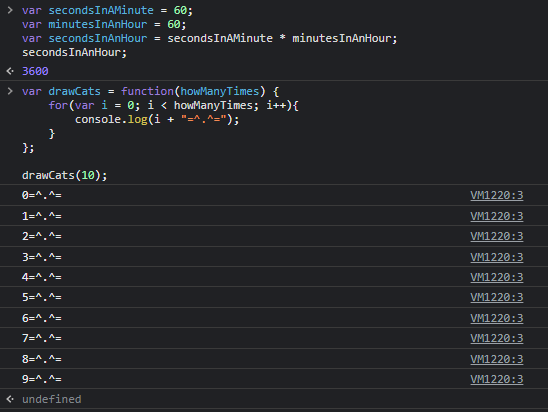 var secondsInAMinute = 60;
var minutesInAnHour = 60;
var secondsInAnHour = secondsInAMinute * minutesInAnHour;
secondsInAnHour;
3600
var drawCats = function(howManyTimes) {
    for(var i = 0; i < howManyTimes; i++){
        console.log(i + "=^.^=");
    }
};

drawCats(10);
0=^.^= VM1220:3
1=^.^= VM1220:3
2=^.^= VM1220:3
3=^.^= VM1220:3
4=^.^= VM1220:3
5=^.^= VM1220:3
6=^.^= VM1220:3
7=^.^= VM1220:3
8=^.^= VM1220:3
9=^.^= VM1220:3
undefined